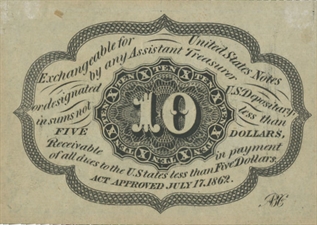 Exchangeable for United States Notes
by any Assistant Treasurer
or designated U.S. Depositary
in sums not less than
FIVE DOLLARS,
10
Receivable in payment
of all dues to the U. States less than Five Dollars.
ACT APPROVED JULY 17, 1862.